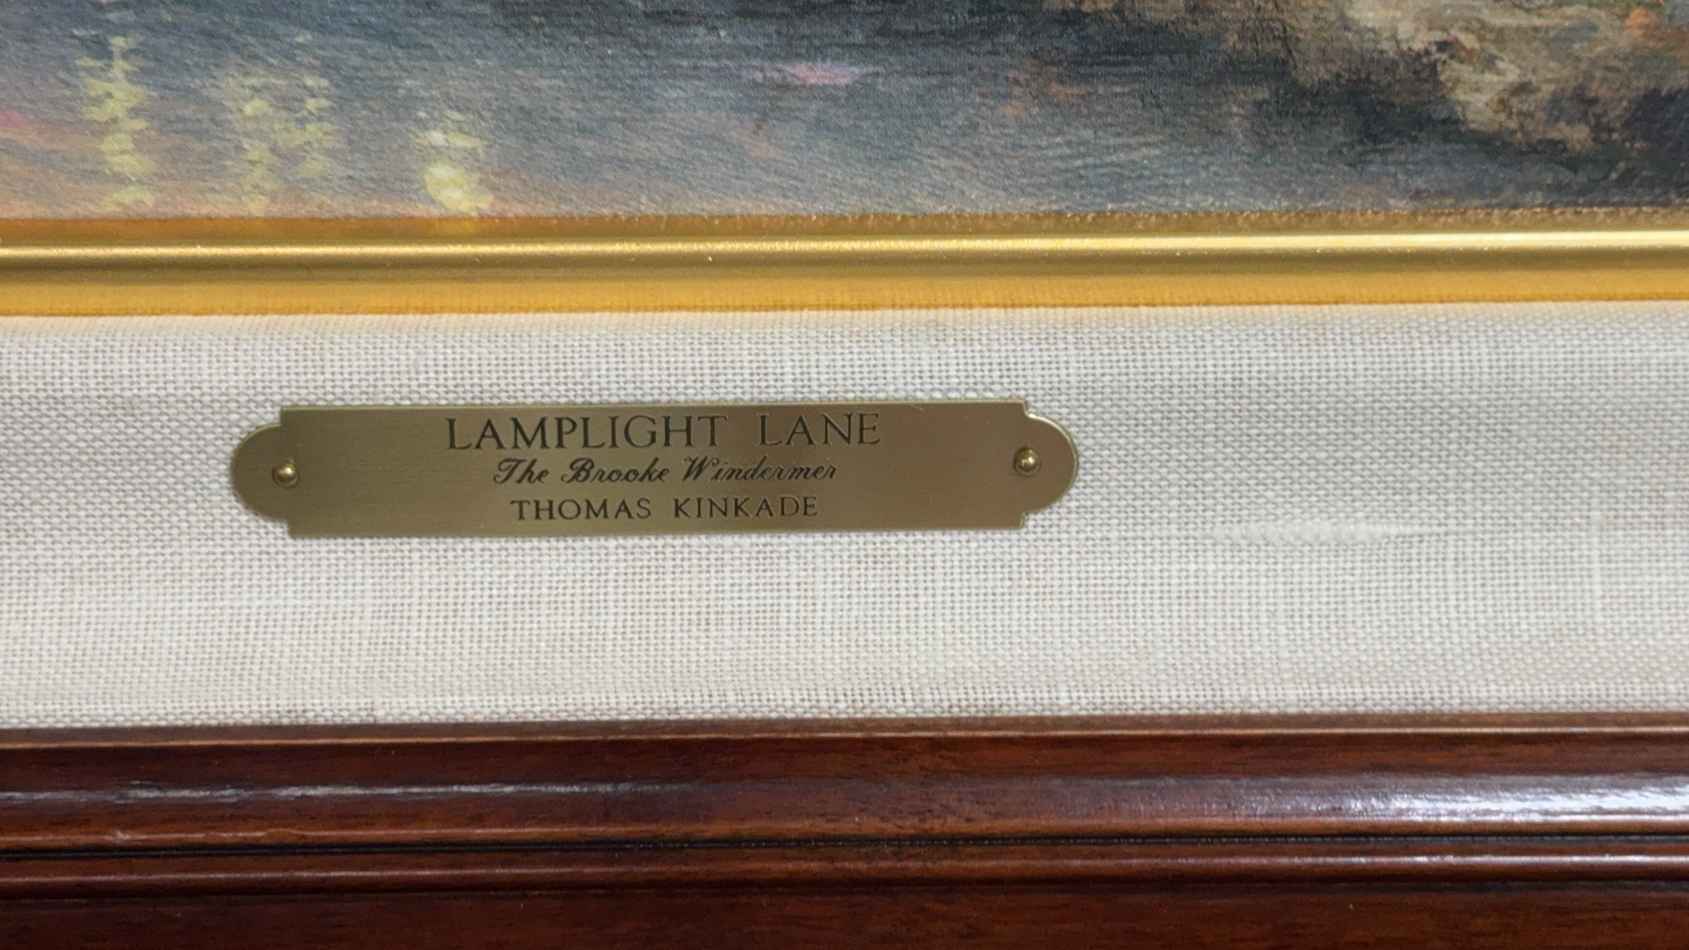 LAMPLIGHT LANE
The Brooke Windermer
THOMAS KINKADE